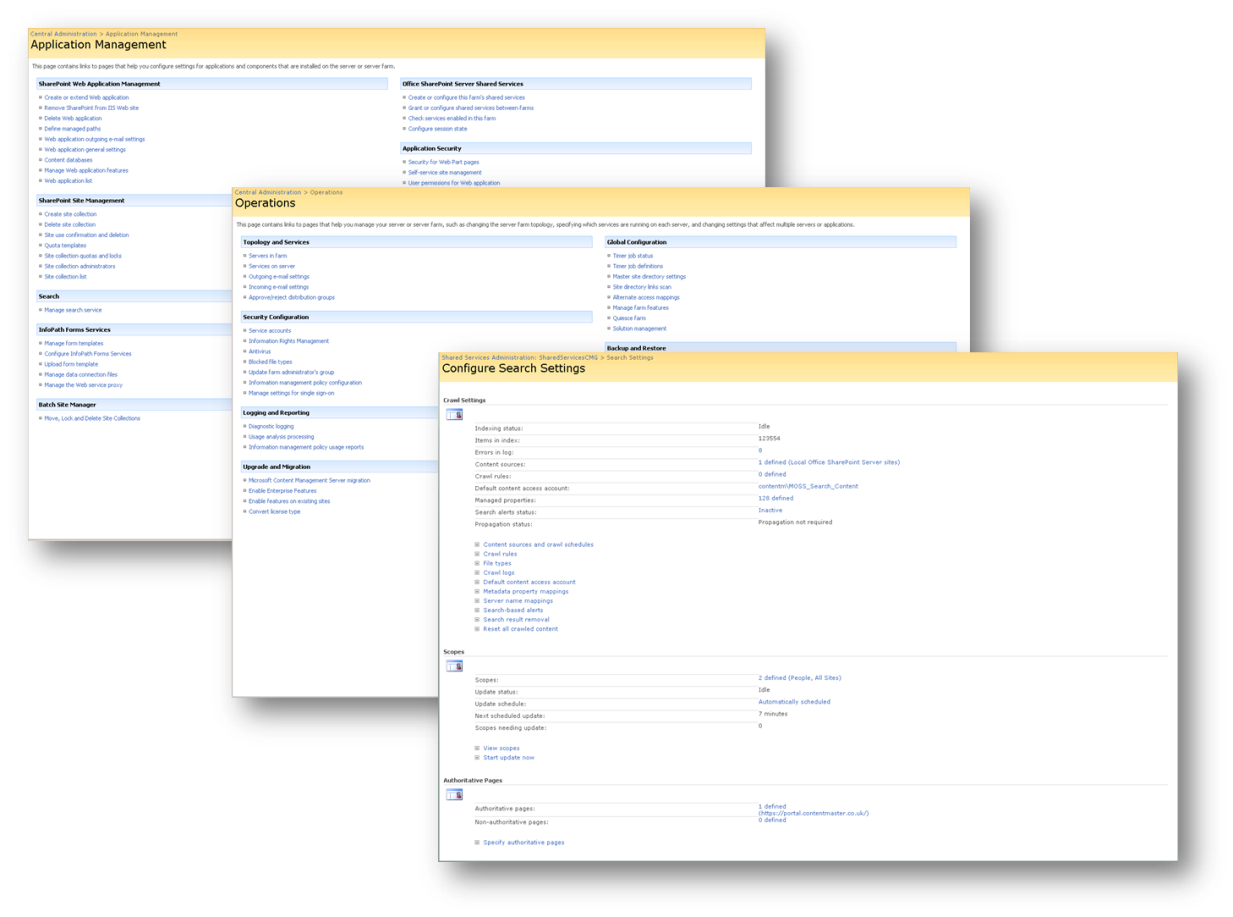 Central Administration > Application Management
Application Management
This page contains links to pages that help you configure settings for applications and components that are installed on the server or server farm.
SharePoint Web Application Management
Create or extend Web application
Remove SharePoint from IIS Web site
Delete Web application
Define managed paths
Web application outgoing e-mail settings
Web application general settings
Content databases
Manage Web application features
Web application list
SharePoint Site Management
Create site collection
Delete site collection
Site use confirmation and deletion
Quota templates
Site collection quotas and locks
Site collection administrators
Site collection list
Search
Manage search service
InfoPath Forms Services
Manage form templates
Configure InfoPath Forms Services
Upload form template
Manage data connection files
Manage the Web service proxy
Batch Site Manager
Move, Lock and Delete Site Collections
Office SharePoint Server Shared Services
Create or configure this farm's shared services
Grant or configure shared services between farms
Check services enabled in this farm
Configure session state
Application Security
Security for Web Part pages
Self-service site management
User permissions for Web application
Central Administration > Operations
Operations
This page contains links to pages that help you manage your server or server farm, such as changing the server farm topology, specifying which services are running on each server, and changing settings that affect multiple servers or applications.
Topology and Services
Servers in farm
Services on server
Outgoing e-mail settings
Incoming e-mail settings
Approve/reject distribution groups
Security Configuration
Service accounts
Information Rights Management
Antivirus
Blocked file types
Update farm administrator's group
Information management policy configuration
Manage settings for single sign-on
Logging and Reporting
Diagnostic logging
Usage analysis processing
Information management policy usage reports
Upgrade and Migration
Microsoft Content Management Server migration
Enable Enterprise Features
Enable features on existing sites
Convert license type
Global Configuration
Timer job status
Timer job definitions
Master site directory settings
Site directory links scan
Alternate access mappings
Manage farm features
Quiesce farm
Solution management
Backup and Restore
Shared Services Administration: SharedServicesCMG > Search Settings
Configure Search Settings
Crawl Settings
Indexing status: Idle
Items in index: 123554
Errors in log: 8
Content sources: 1 defined (Local Office SharePoint Server sites)
Crawl rules: 0 defined
Default content access account: contentm\MOSS_Search_Content
Managed properties: 128 defined
Search alerts status: Inactive
Propagation status: Propagation not required
Content sources and crawl schedules
Crawl rules
File types
Crawl logs
Default content access account
Metadata property mappings
Server name mappings
Search-based alerts
Search result removal
Reset all crawled content
Scopes
Scopes: 2 defined (People, All Sites)
Update status: Idle
Update schedule: Automatically scheduled
Next scheduled update: 7 minutes
Scopes needing update: 0
View scopes
Start update now
Authoritative Pages
Authoritative pages: 1 defined
(https://portal.contentmaster.co.uk/)
Non-authoritative pages: 0 defined
Specify authoritative pages